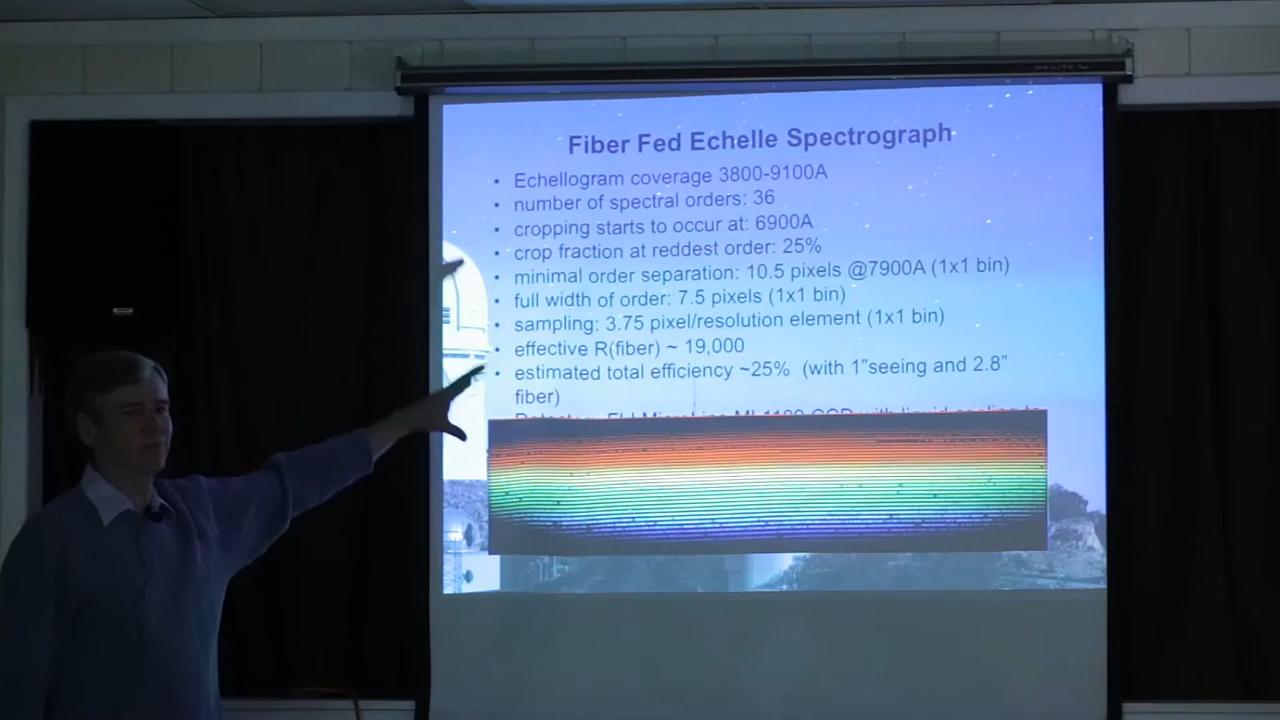 DA-LITE
Fiber Fed Echelle Spectrograph
• Echellogram coverage 3800-9100A
• number of spectral orders: 36
• cropping starts to occur at: 6900A
• crop fraction at reddest order: 25%
• minimal order separation: 10.5 pixels @7900A (1x1 bin)
• full width of order: 7.5 pixels (1x1 bin)
• sampling: 3.75 pixel/resolution element (1x1 bin)
• effective R(fiber) ~ 19,000
• estimated total efficiency ~25% (with 1"seeing and 2.8"
fiber)